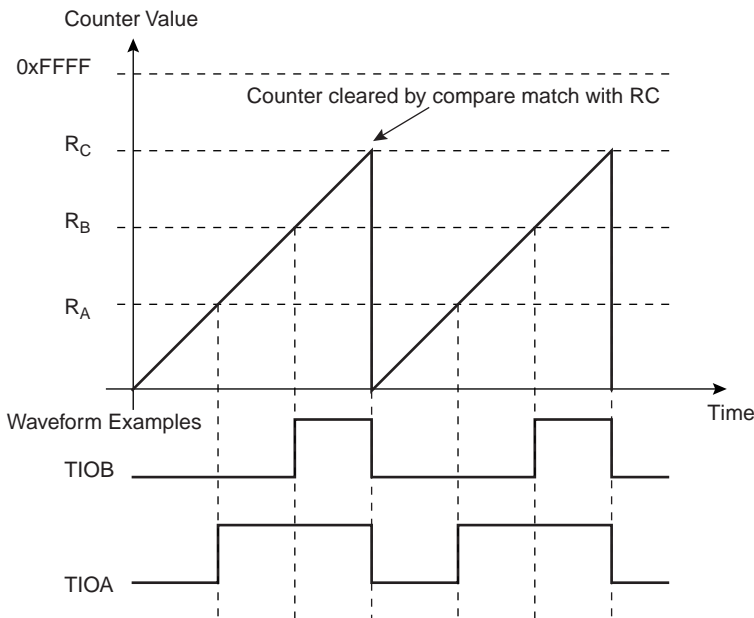 Counter Value
0xFFFF
Counter cleared by compare match with RC
RC
RB
RA
Time
Waveform Examples
TIOB
TIOA